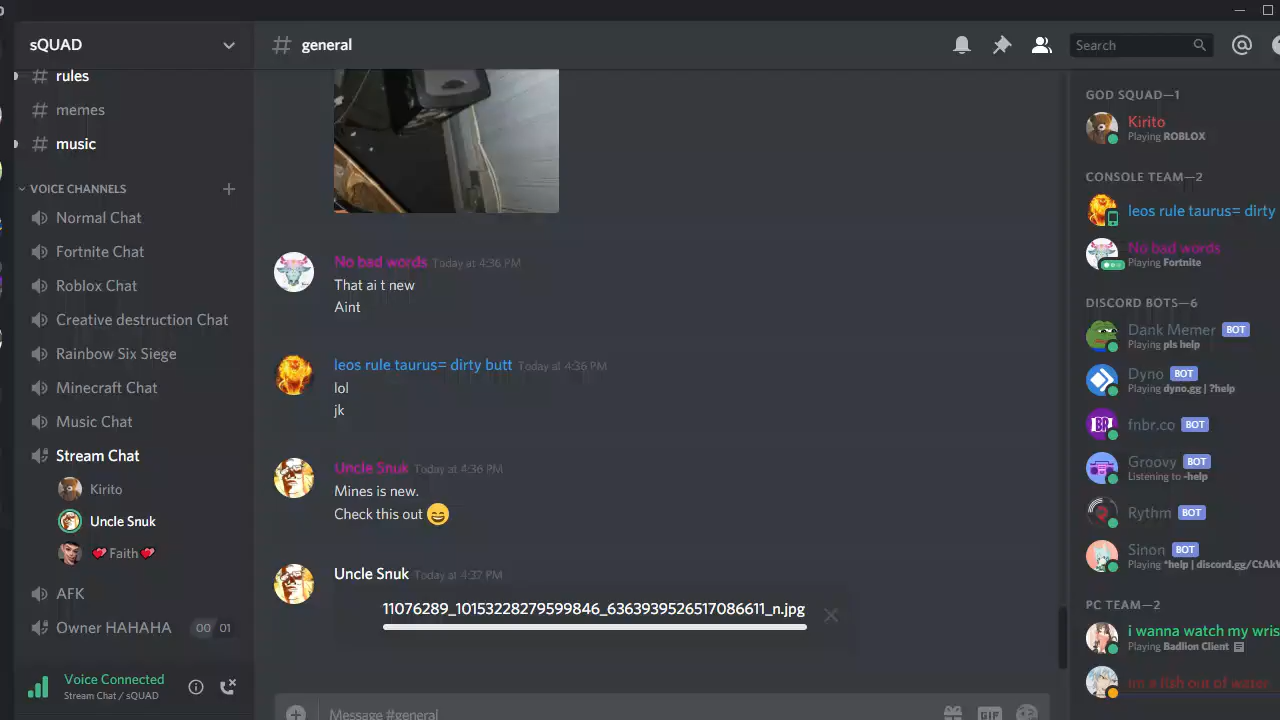 sQUAD
rules
memes
music
VOICE CHANNELS
Normal Chat
Fortnite Chat
Roblox Chat
Creative destruction Chat
Rainbow Six Siege
Minecraft Chat
Music Chat
Stream Chat
Kirito
Uncle Snuk
Faith
AFK
Owner HAHAHA 00 01
Voice Connected
Stream Chat / sQUAD
# general
Search
No bad words Today at 4:36 PM
That ai t new
Aint
leos rule taurus= dirty butt Today at 4:36 PM
lol
jk
Uncle Snuk Today at 4:36 PM
Mines is new.
Check this out 😄
Uncle Snuk Today at 4:37 PM
11076289_10153228279599846_6363939526517086611_n.jpg
Message #general
GIF
GOD SQUAD—1
Kirito
Playing ROBLOX
CONSOLE TEAM—2
leos rule taurus= dirty
No bad words
Playing Fortnite
DISCORD BOTS—6
Dank Memer BOT
Playing pls help
Dyno BOT
Playing dyno.gg | ?help
fnbr.co BOT
Groovy BOT
Listening to -help
Rythm BOT
Sinon BOT
Playing *help | discord.gg/CtAk
PC TEAM—2
i wanna watch my wris
Playing Badlion Client
im a fish out of water